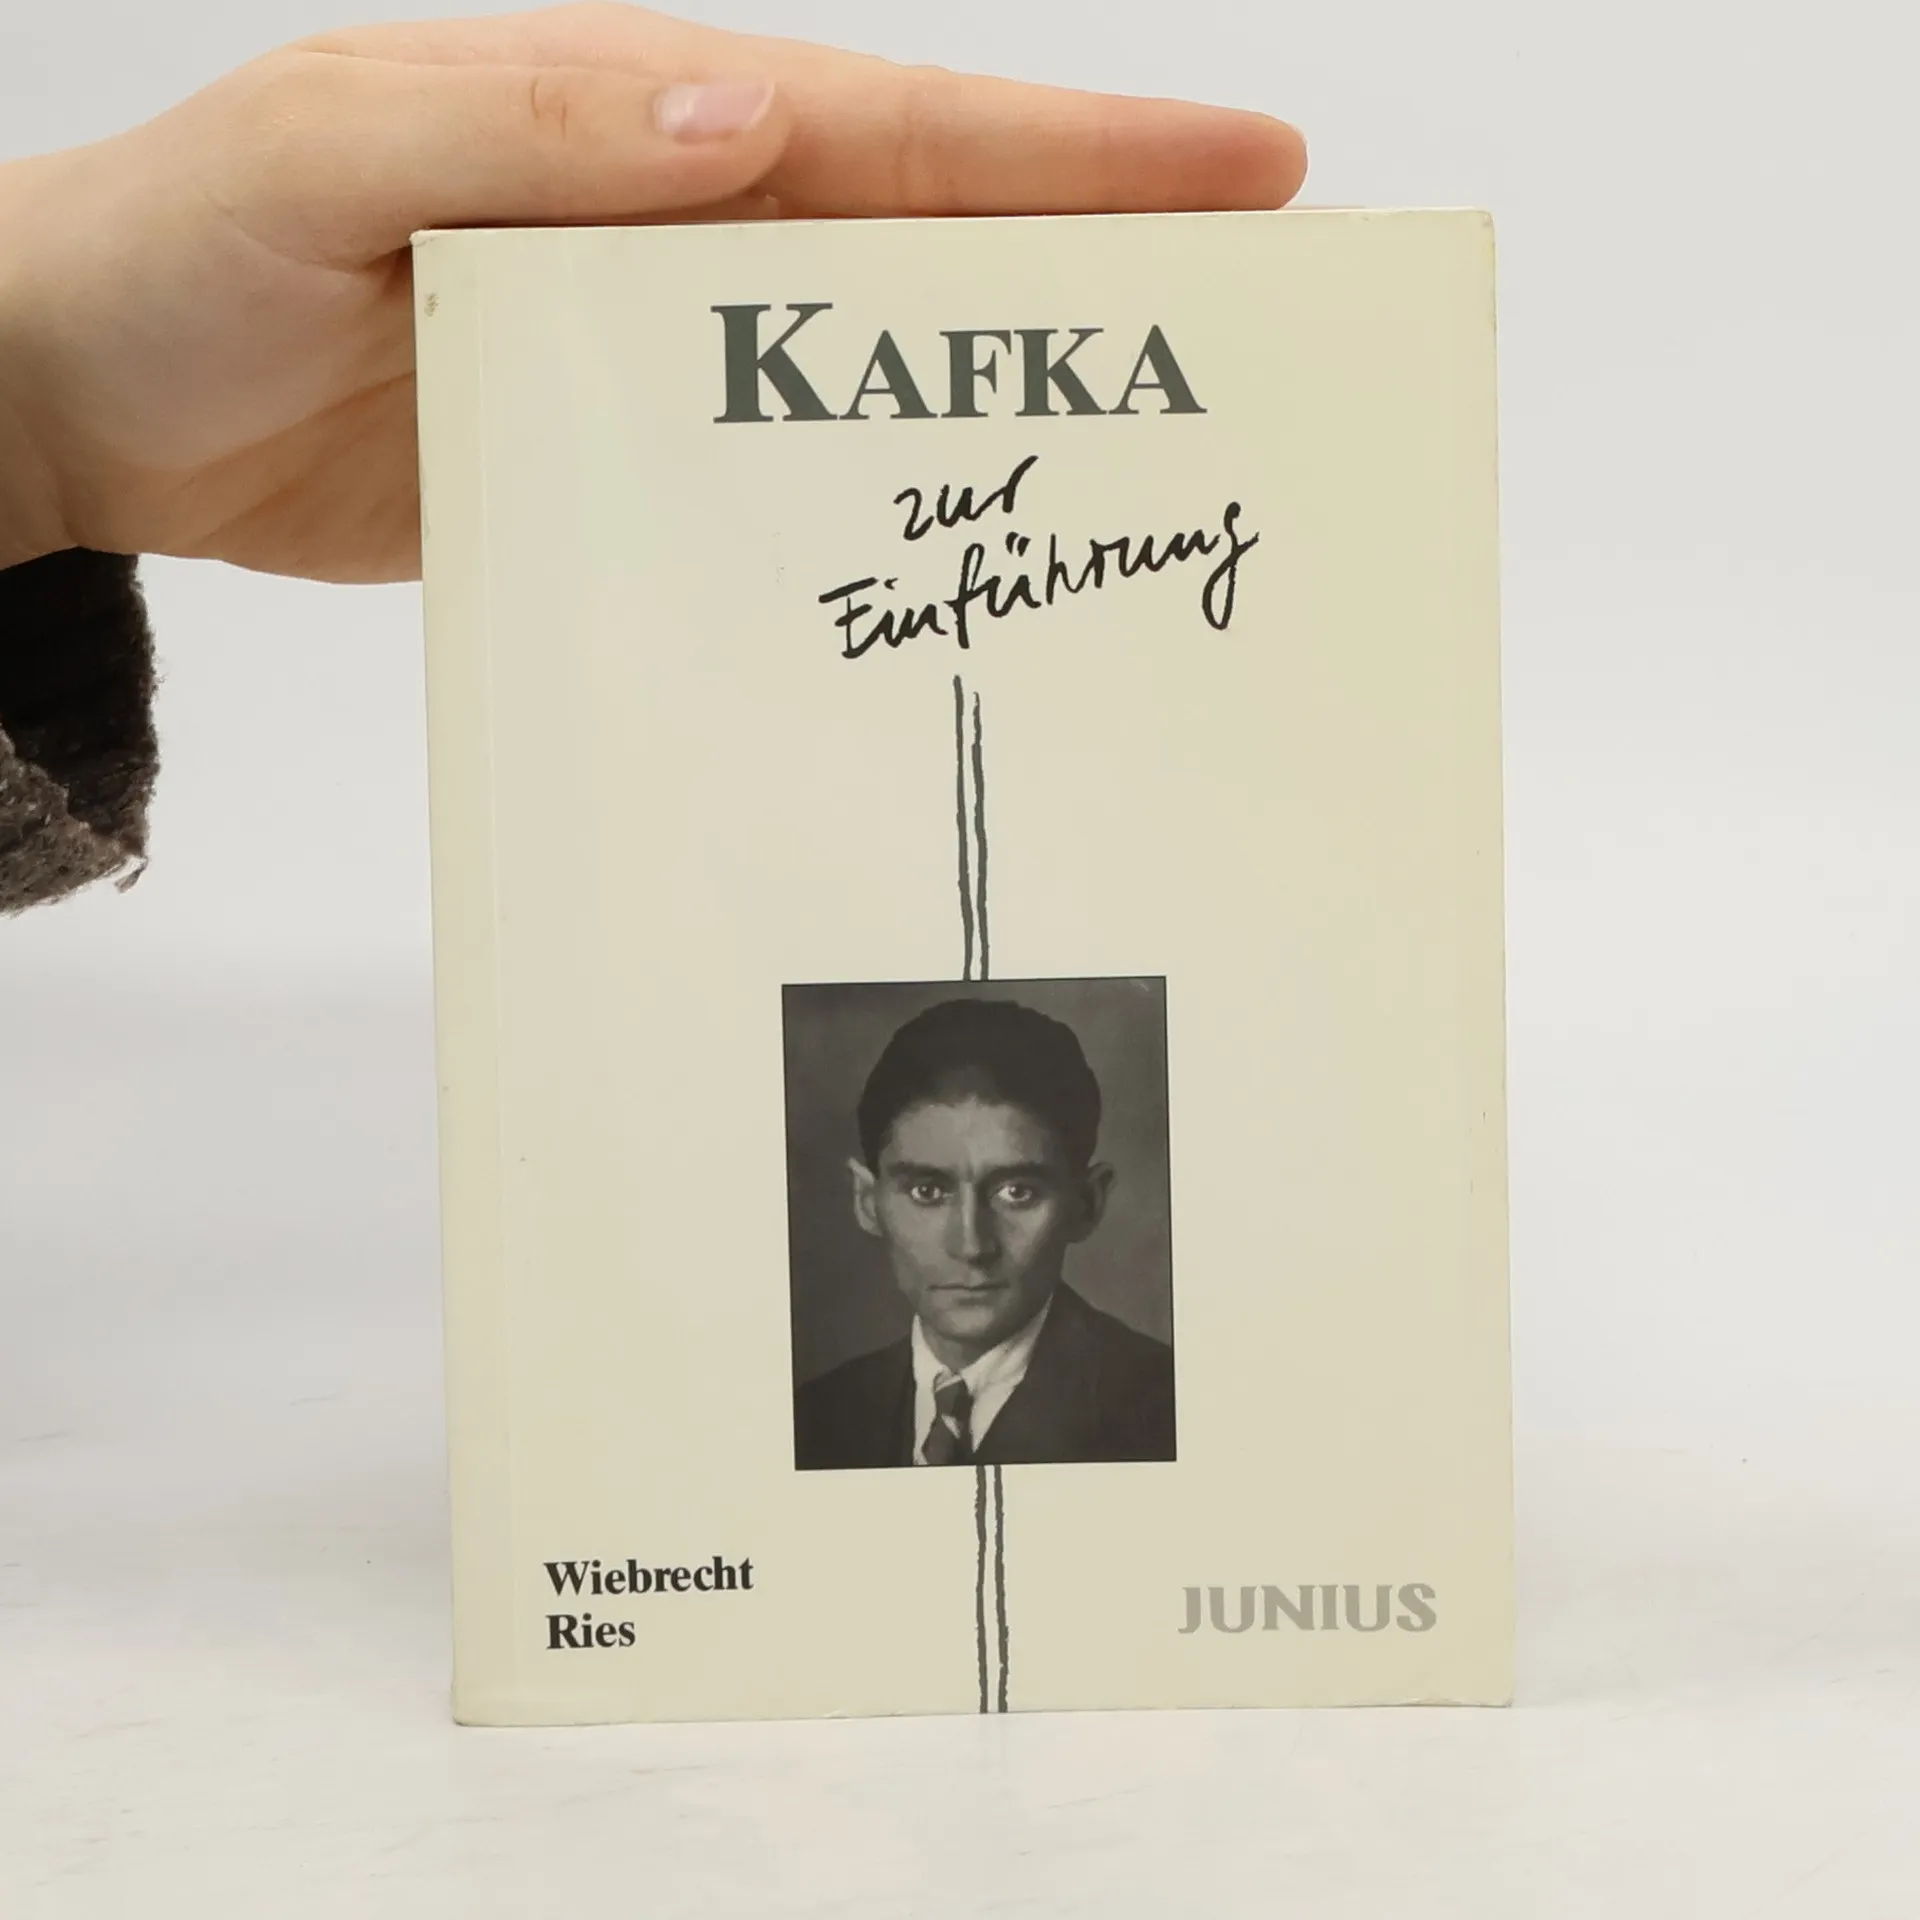 KAFKA
zur
Einführung
Wiebrecht
Ries
JUNIUS